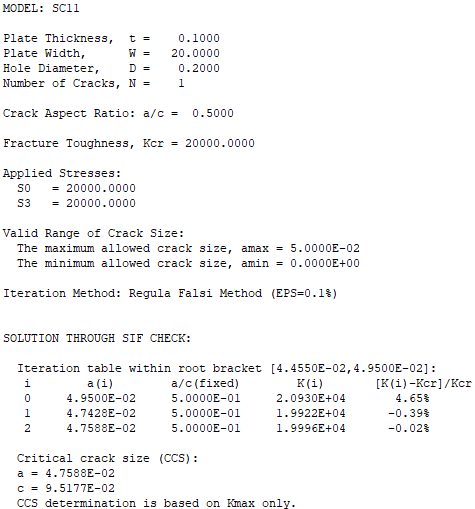 MODEL: SC11
Plate Thickness, t = 0.1000
Plate Width, W = 20.0000
Hole Diameter, D = 0.2000
Number of Cracks, N = 1
Crack Aspect Ratio: a/c = 0.5000
Fracture Toughness, Kcr = 20000.0000
Applied Stresses:
S0 = 20000.0000
S3 = 20000.0000
Valid Range of Crack Size:
The maximum allowed crack size, amax = 5.0000E-02
The minimum allowed crack size, amin = 0.0000E+00
Iteration Method: Regula Falsi Method (EPS=0.1%)
SOLUTION THROUGH SIF CHECK:
Iteration table within root bracket [4.4550E-02,4.9500E-02]:
i a(i) a/c(fixed) K(i) [K(i)-Kcr]/Kcr
0 4.9500E-02 5.0000E-01 2.0930E+04 4.65%
1 4.7428E-02 5.0000E-01 1.9922E+04 -0.39%
2 4.7588E-02 5.0000E-01 1.9996E+04 -0.02%
Critical crack size (CCS):
a = 4.7588E-02
c = 9.5177E-02
CCS determination is based on Kmax only.